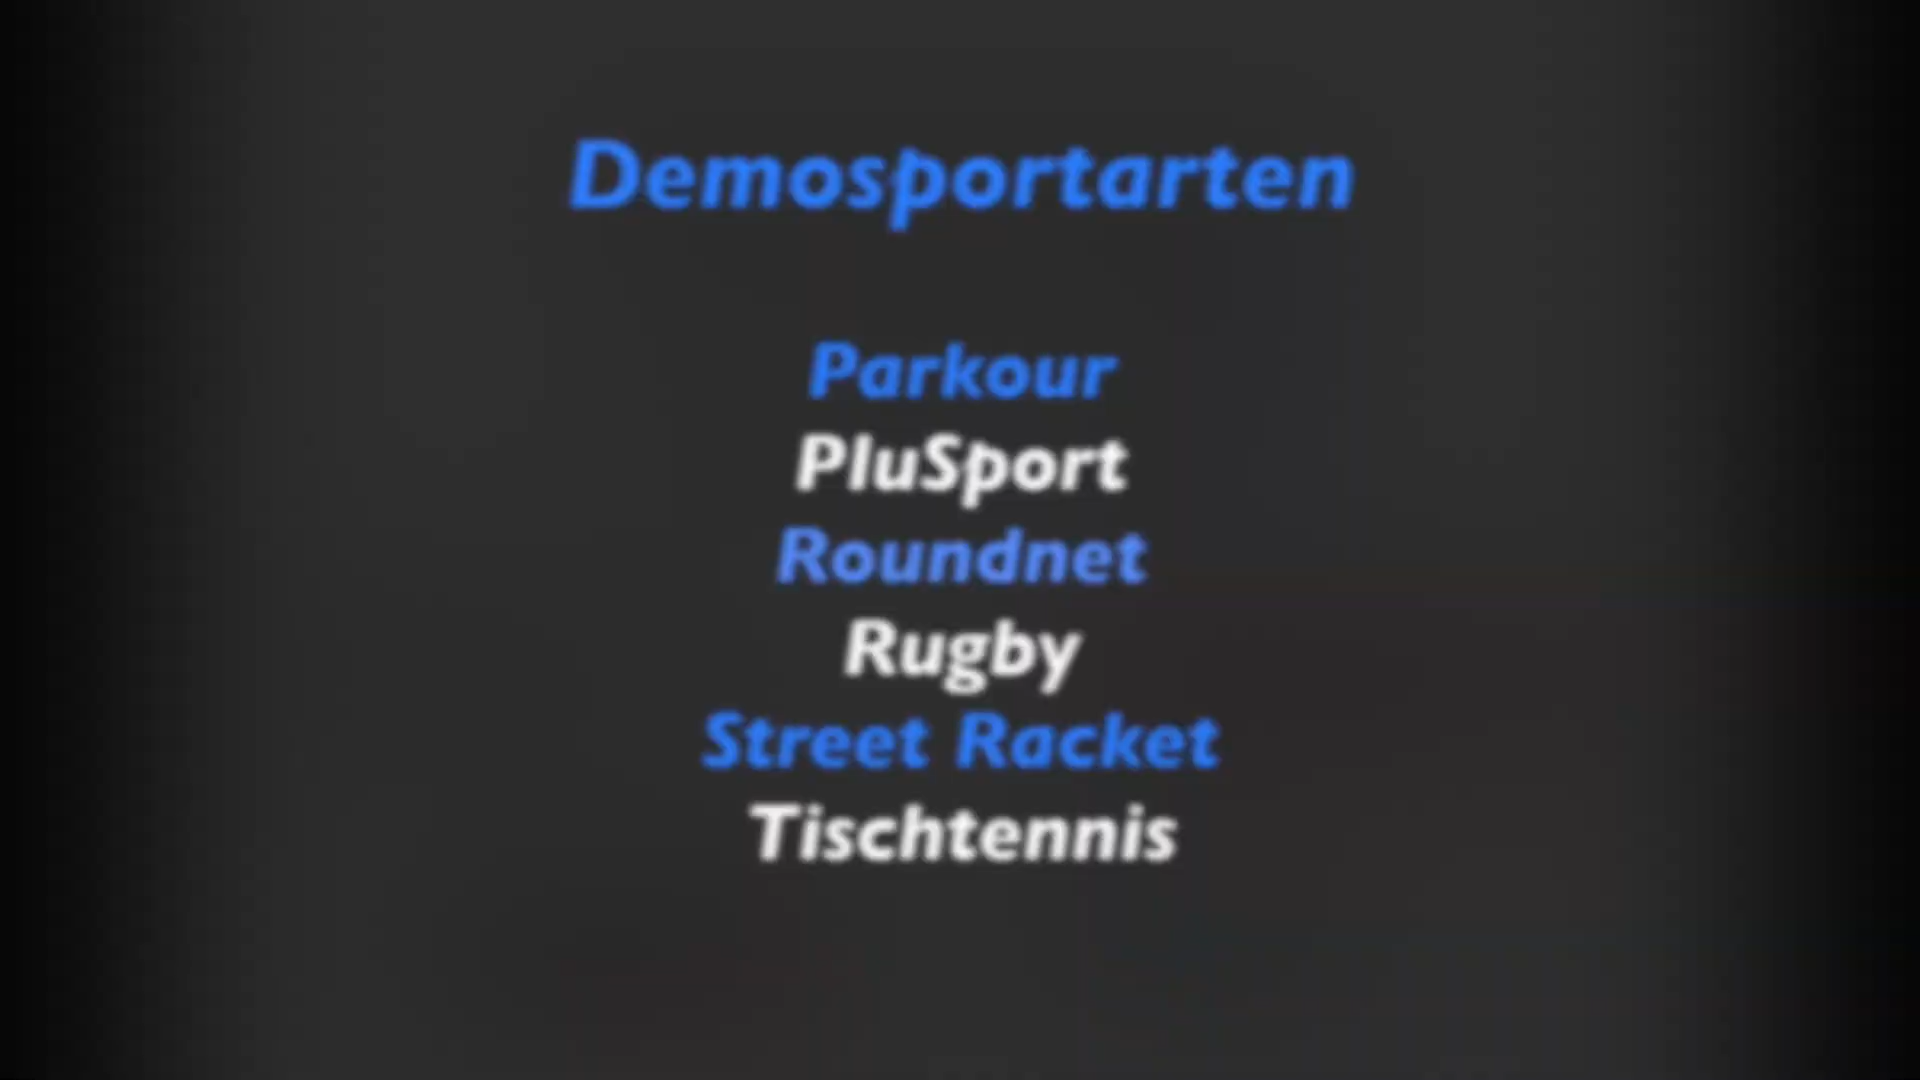 Demosportarten
Parkour
PluSport
Roundnet
Rugby
Street Racket
Tischtennis